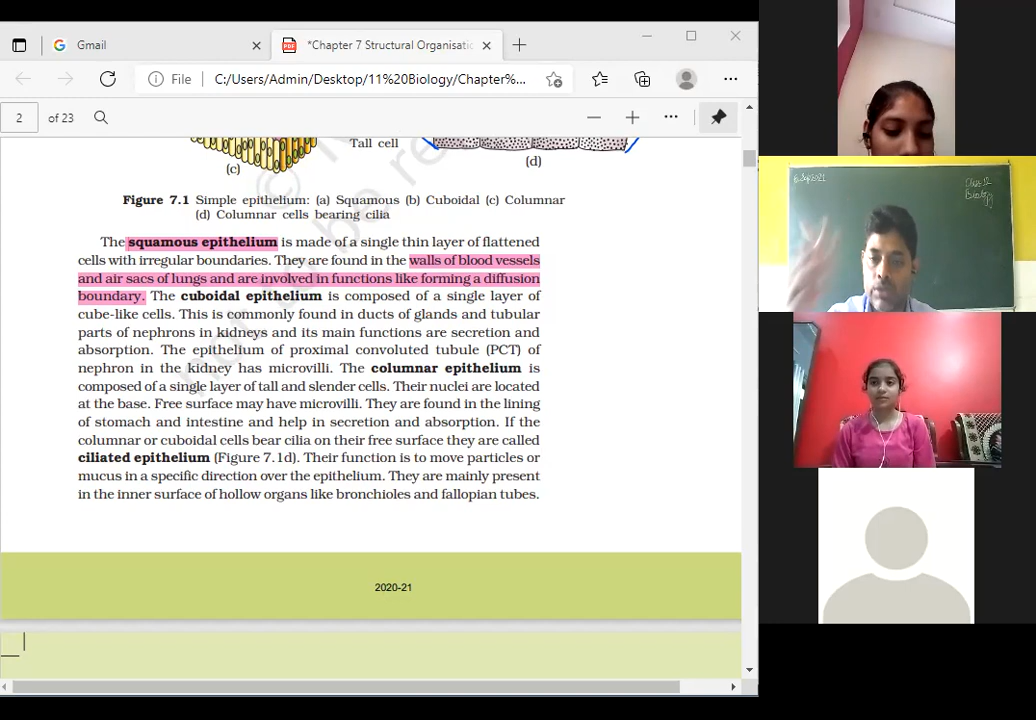 Gmail
*Chapter 7 Structural Organisatio
File C:/Users/Admin/Desktop/11%20Biology/Chapter%...
2 of 23
Tall cell
(c)
(d)
Figure 7.1 Simple epithelium: (a) Squamous (b) Cuboidal (c) Columnar
(d) Columnar cells bearing cilia
The squamous epithelium is made of a single thin layer of flattened
cells with irregular boundaries. They are found in the walls of blood vessels
and air sacs of lungs and are involved in functions like forming a diffusion
boundary. The cuboidal epithelium is composed of a single layer of
cube-like cells. This is commonly found in ducts of glands and tubular
parts of nephrons in kidneys and its main functions are secretion and
absorption. The epithelium of proximal convoluted tubule (PCT) of
nephron in the kidney has microvilli. The columnar epithelium is
composed of a single layer of tall and slender cells. Their nuclei are located
at the base. Free surface may have microvilli. They are found in the lining
of stomach and intestine and help in secretion and absorption. If the
columnar or cuboidal cells bear cilia on their free surface they are called
ciliated epithelium (Figure 7.1d). Their function is to move particles or
mucus in a specific direction over the epithelium. They are mainly present
in the inner surface of hollow organs like bronchioles and fallopian tubes.
2020-21
Biology